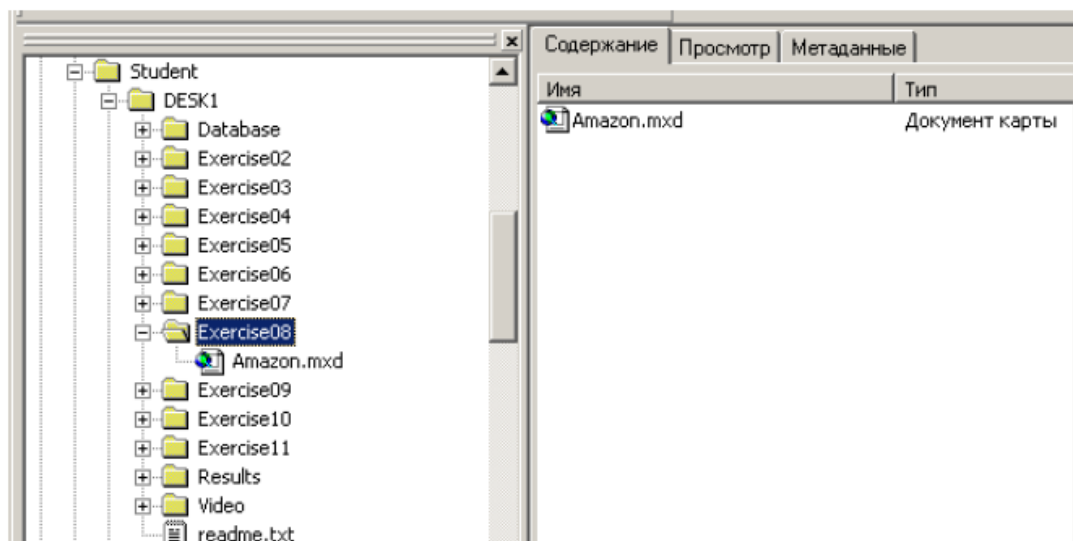 Student
DESK1
Database
Exercise02
Exercise03
Exercise04
Exercise05
Exercise06
Exercise07
Exercise08
Amazon.mxd
Exercise09
Exercise10
Exercise11
Results
Video
readme.txt
Содержание Просмотр Метаданные
Имя Тип
Amazon.mxd Документ карты